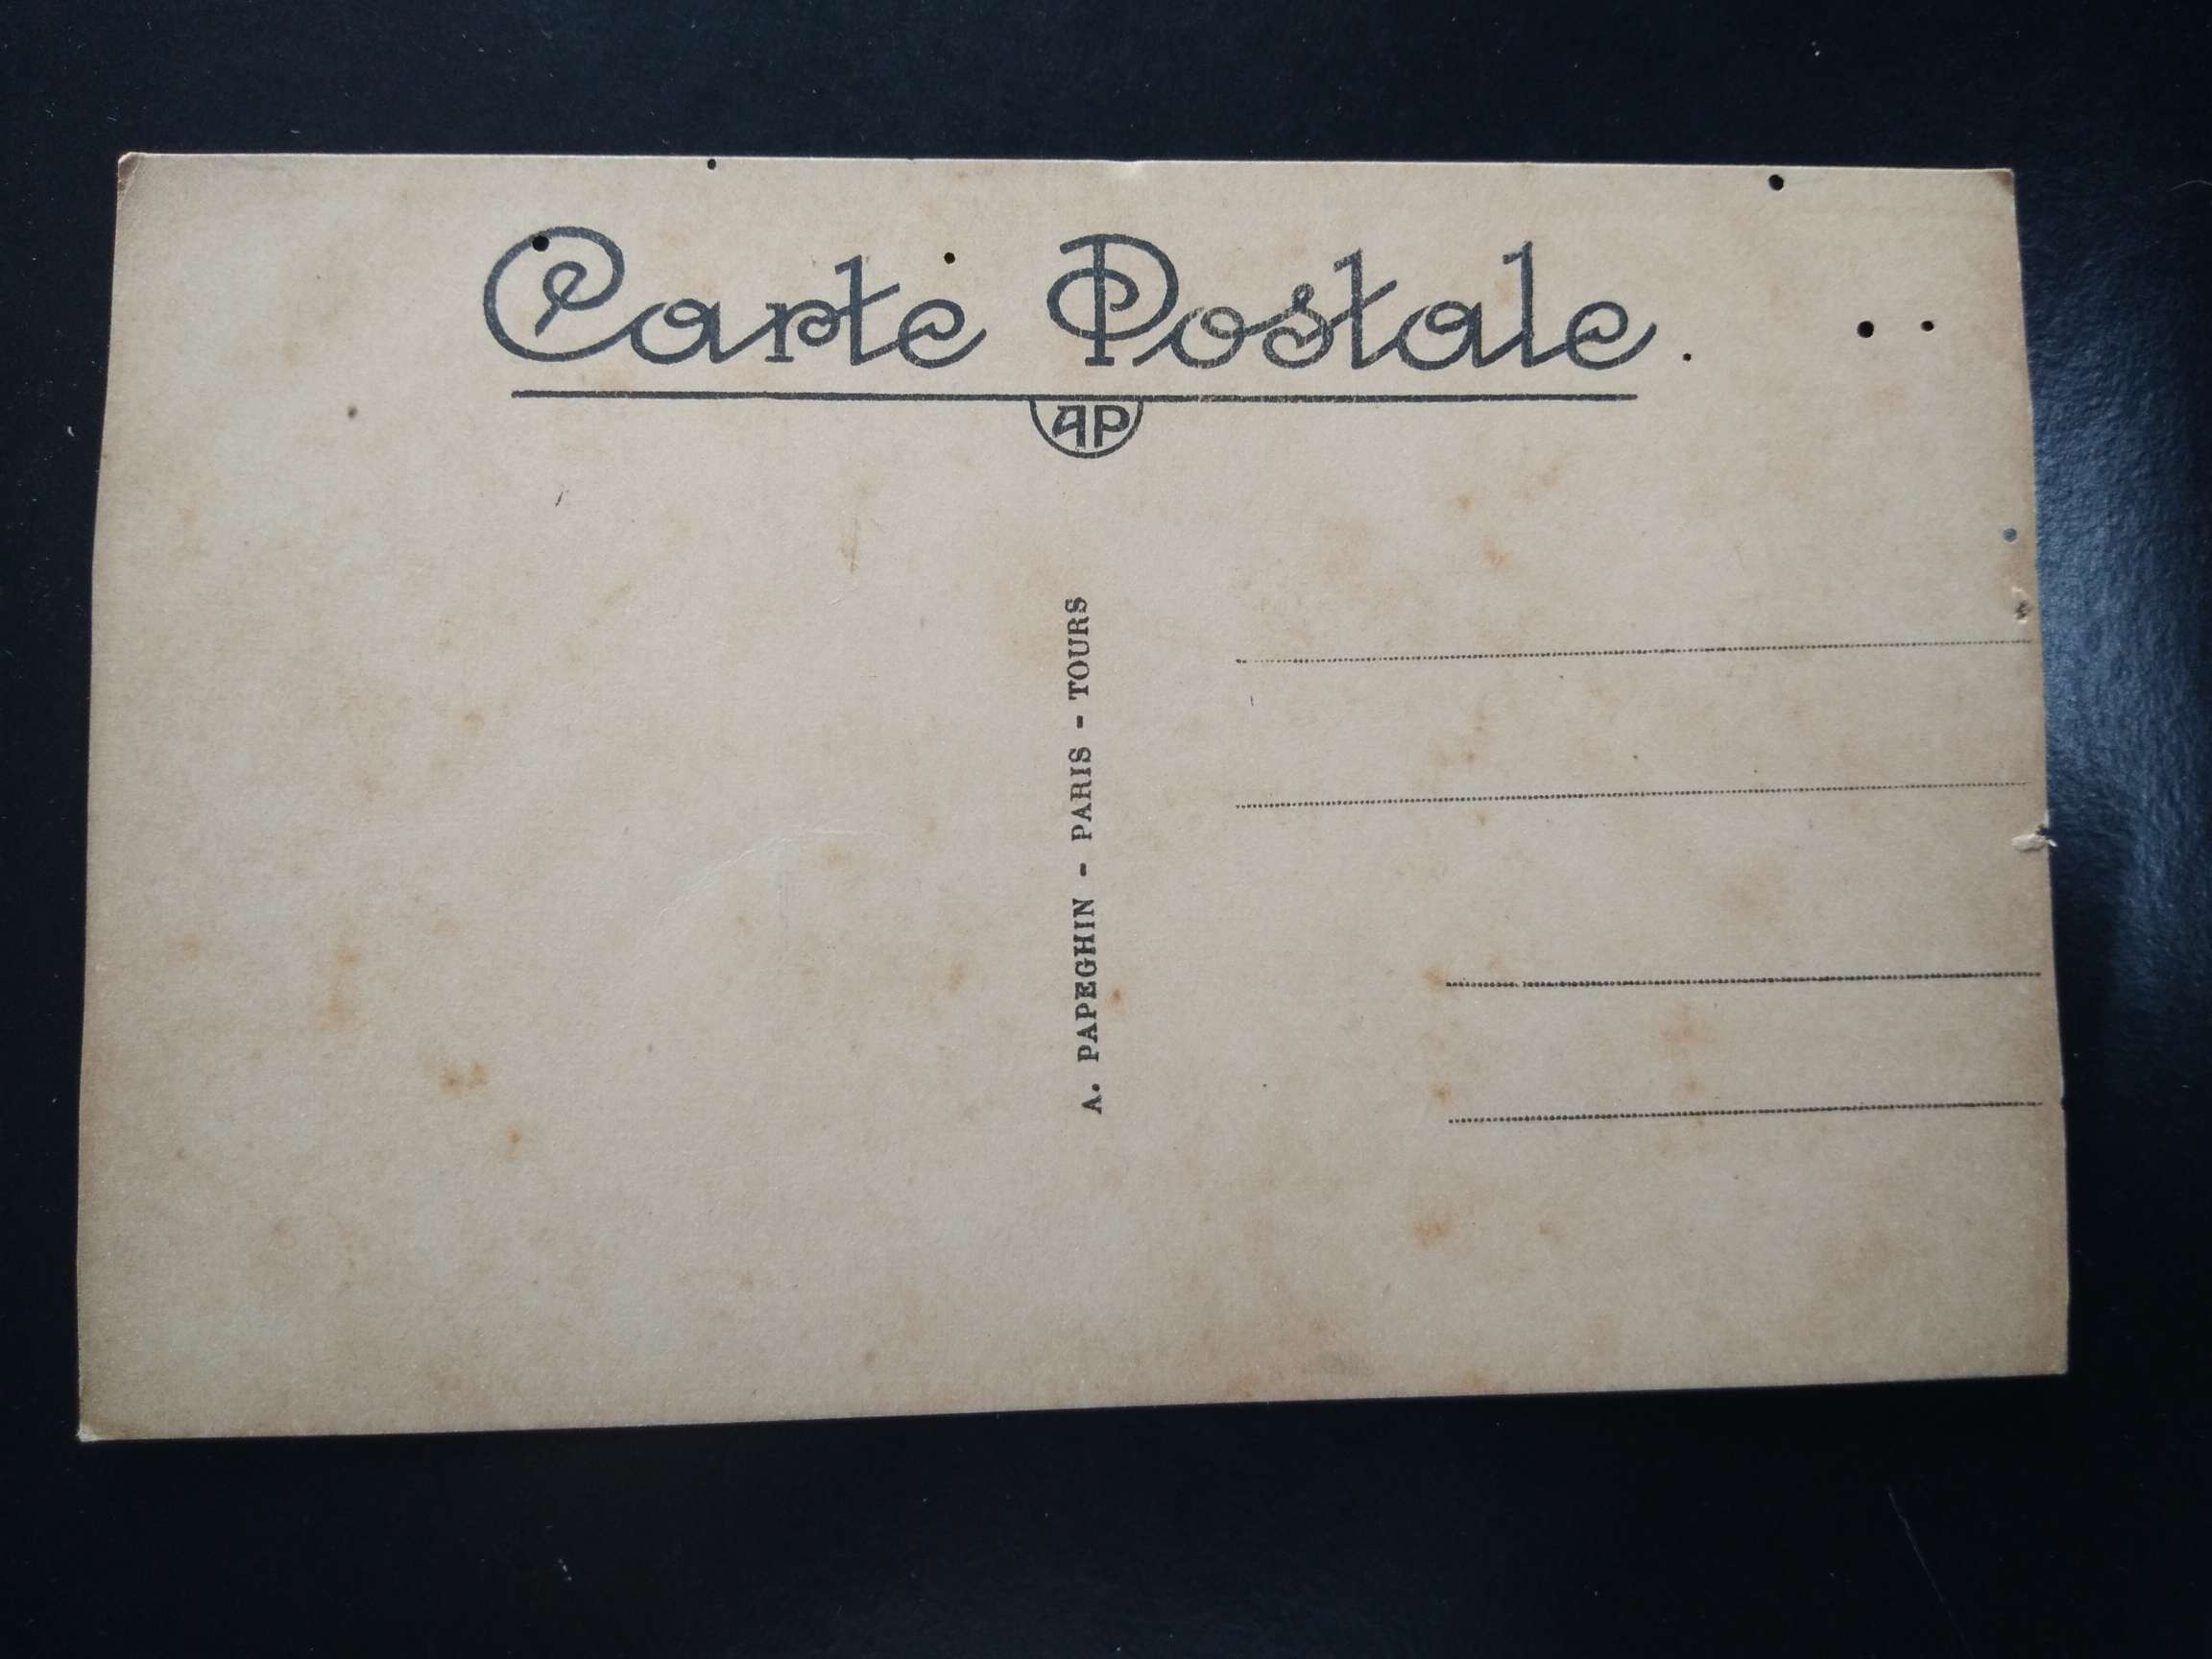 Carte Postale
AP
A. PAPEGHIN - PARIS - TOURS